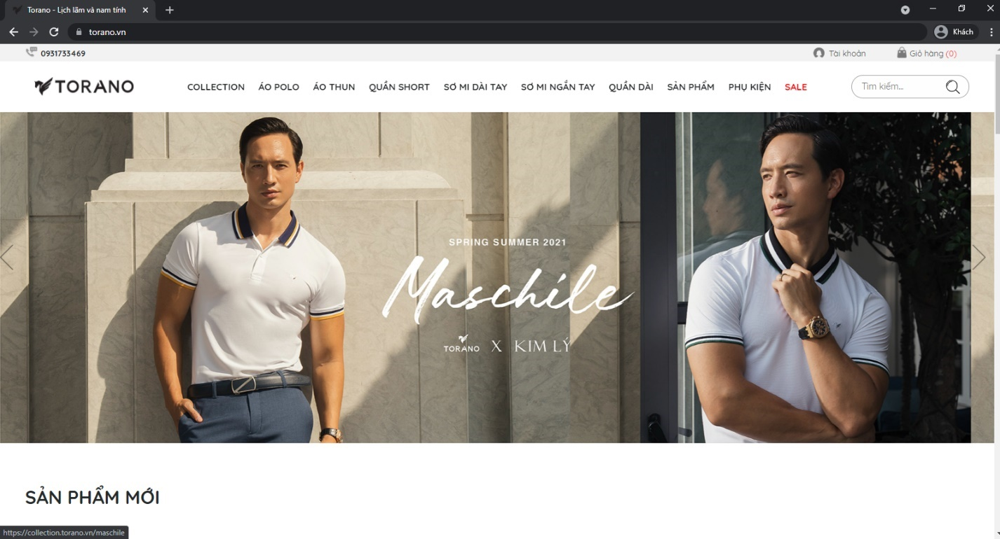 Torano - Lịch lãm và nam tính
torano.vn
Khách
0931733469
Tài khoản
Giỏ hàng (0)
TORANO
COLLECTION
ÁO POLO
ÁO THUN
QUẦN SHORT
SƠ MI DÀI TAY
SƠ MI NGẮN TAY
QUẦN DÀI
SẢN PHẨM
PHỤ KIỆN
SALE
Tìm kiếm...
SPRING SUMMER 2021
Maschile
TORANO X KIM LÝ
SẢN PHẨM MỚI
https://collection.torano.vn/maschile